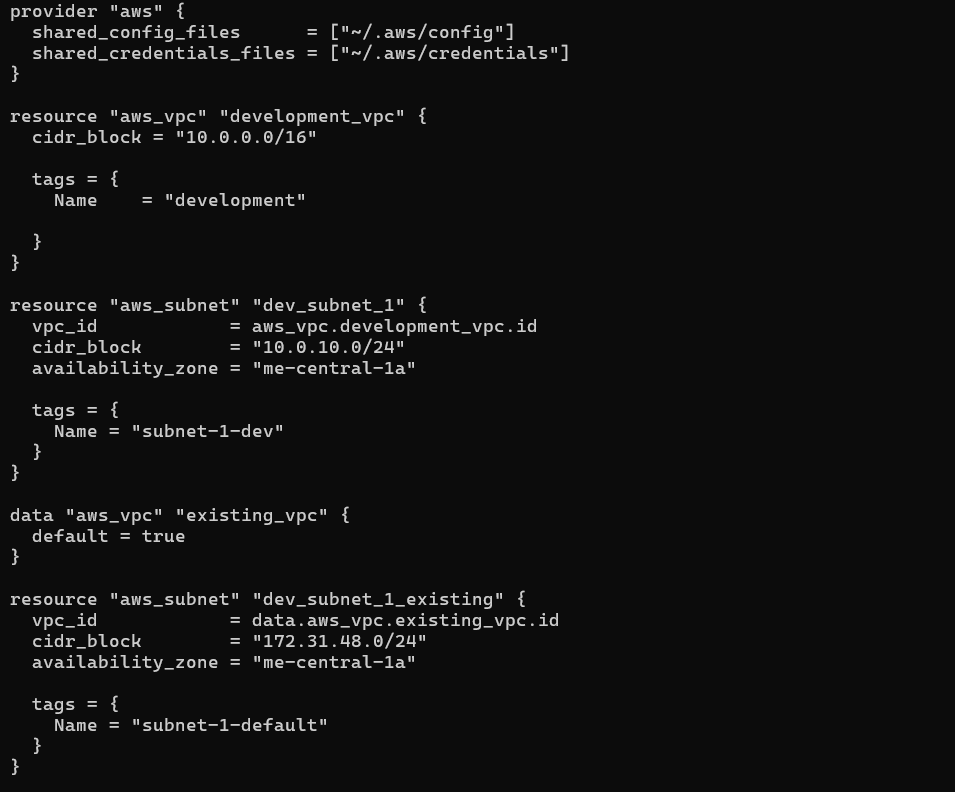 provider "aws" {
  shared_config_files      = ["~/.aws/config"]
  shared_credentials_files = ["~/.aws/credentials"]
}

resource "aws_vpc" "development_vpc" {
  cidr_block = "10.0.0.0/16"

  tags = {
    Name    = "development"

  }
}

resource "aws_subnet" "dev_subnet_1" {
  vpc_id            = aws_vpc.development_vpc.id
  cidr_block        = "10.0.10.0/24"
  availability_zone = "me-central-1a"

  tags = {
    Name = "subnet-1-dev"
  }
}

data "aws_vpc" "existing_vpc" {
  default = true
}

resource "aws_subnet" "dev_subnet_1_existing" {
  vpc_id            = data.aws_vpc.existing_vpc.id
  cidr_block        = "172.31.48.0/24"
  availability_zone = "me-central-1a"

  tags = {
    Name = "subnet-1-default"
  }
}